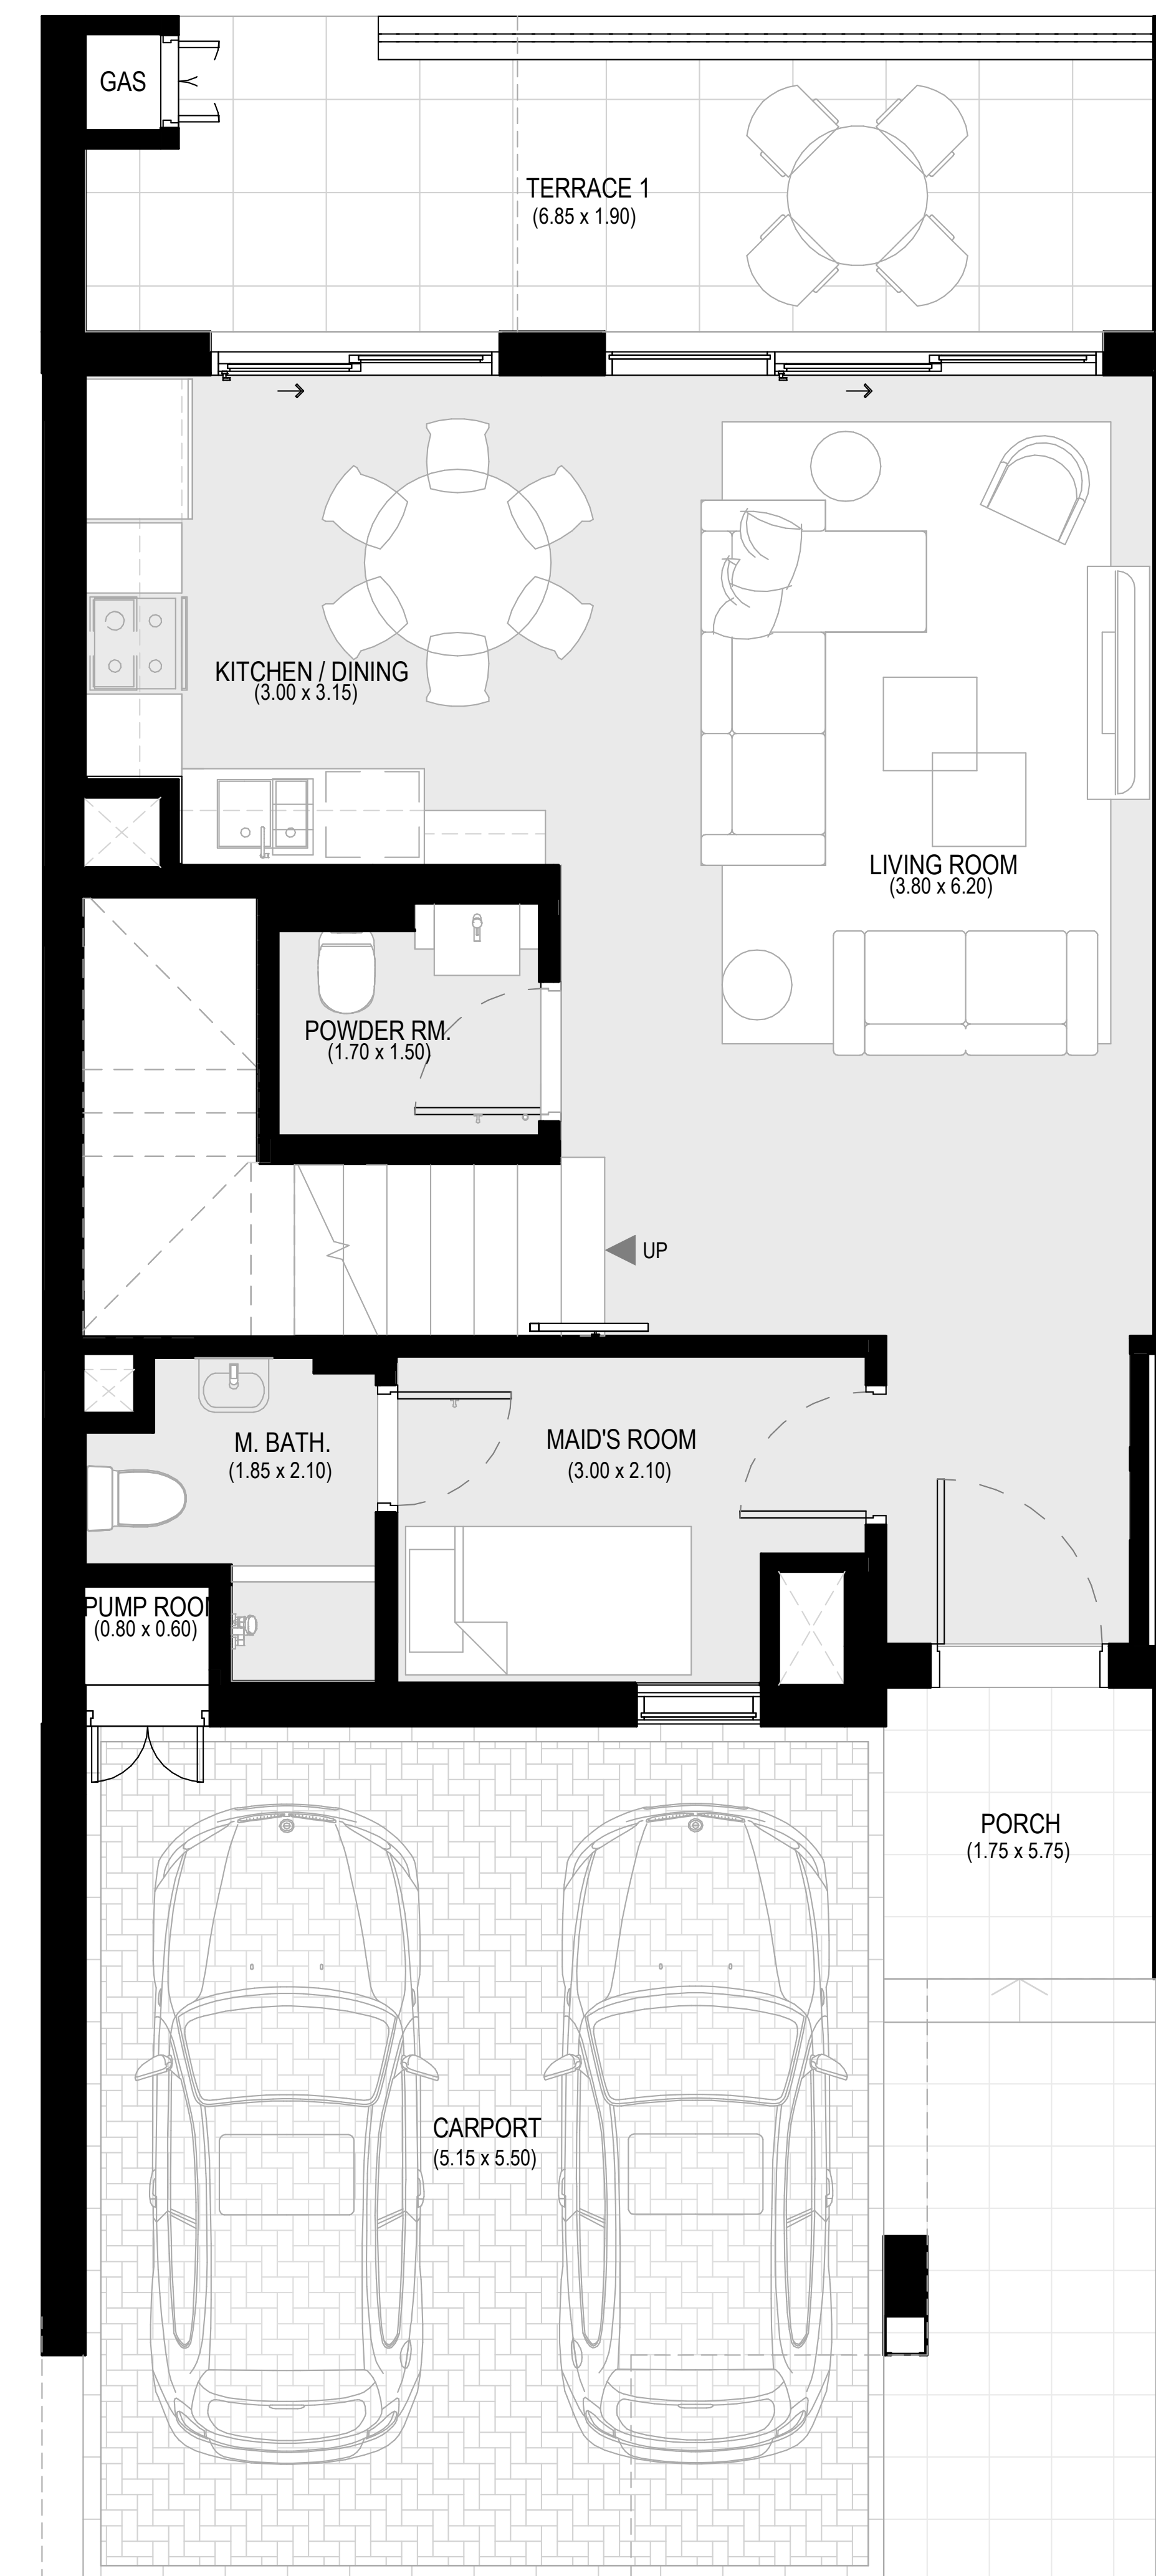 GAS
TERRACE 1
(6.85 x 1.90)
KITCHEN / DINING
(3.00 x 3.15)
LIVING ROOM
(3.80 x 6.20)
POWDER RM.
(1.70 x 1.50)
UP
M. BATH.
(1.85 x 2.10)
MAID'S ROOM
(3.00 x 2.10)
PUMP ROO
(0.80 x 0.60)
PORCH
(1.75 x 5.75)
CARPORT
(5.15 x 5.50)